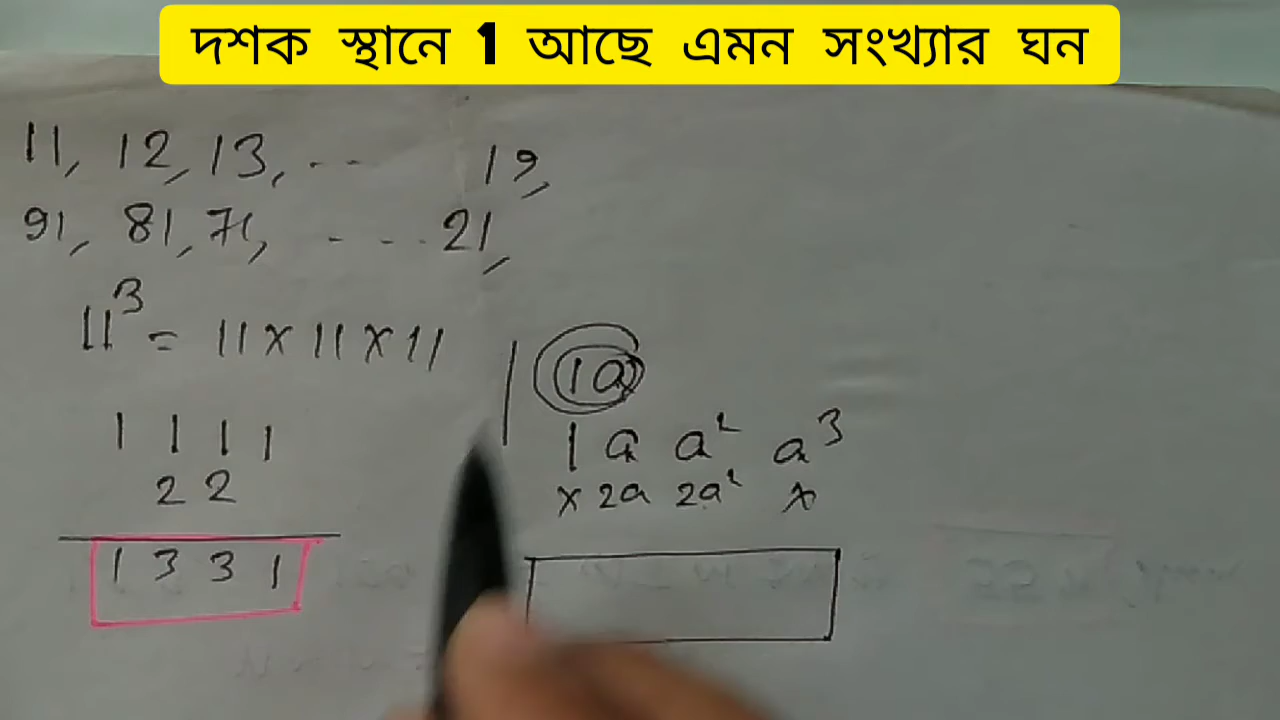 দশক স্থানে 1 আছে এমন সংখ্যার ঘন
11, 12, 13, ... 19,
91, 81, 71, ... 21,
11³ = 11 x 11 x 11
1a
1 1 1 1
1 a a² a³
2 2
x 2a 2a² x
1 3 3 1